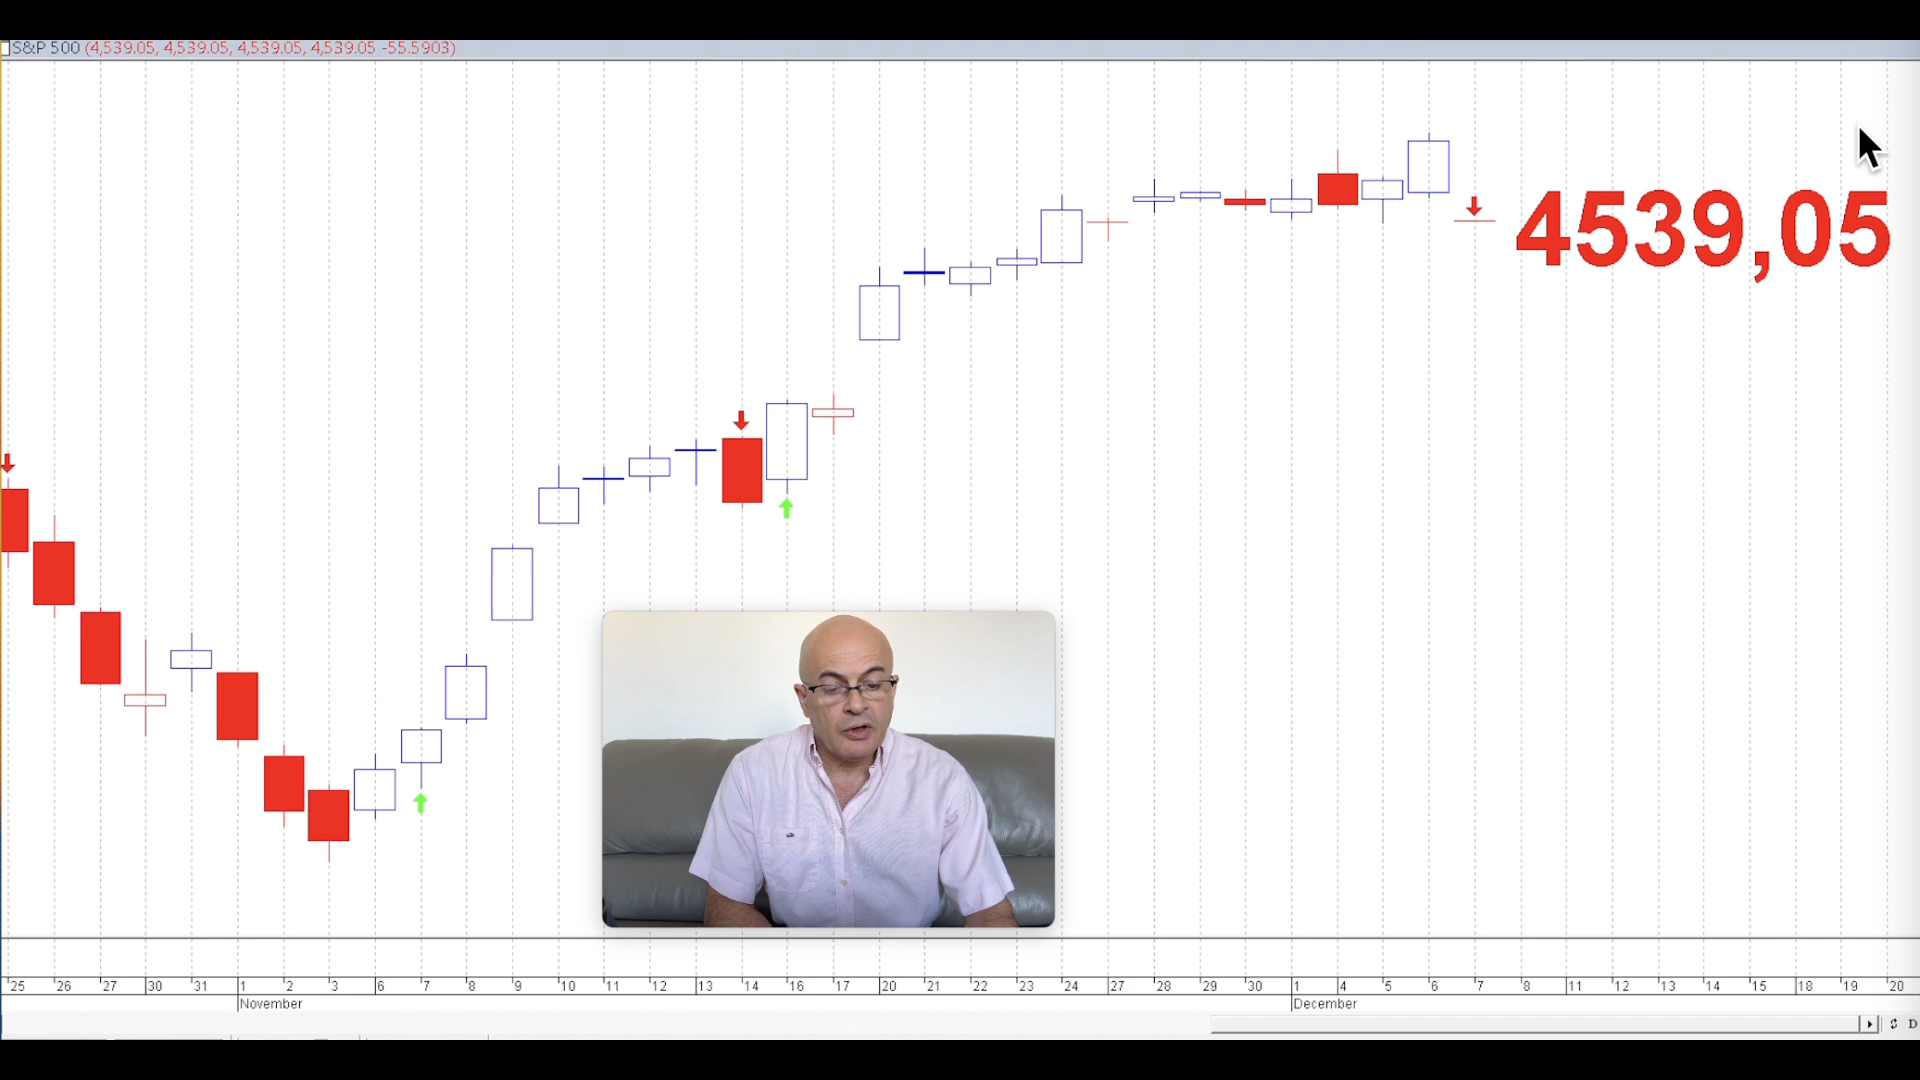 S&P 500 (4,539.05, 4,539.05, 4,539.05, 4,539.05 -55.5903)
4539,05
25 26 27 30 31 1 2 3 6 7 8 9 10 11 12 13 14 16 17 20 21 22 23 24 27 28 29 30 1 4 5 6 7 8 11 12 13 14 15 18 19 20
November December
D